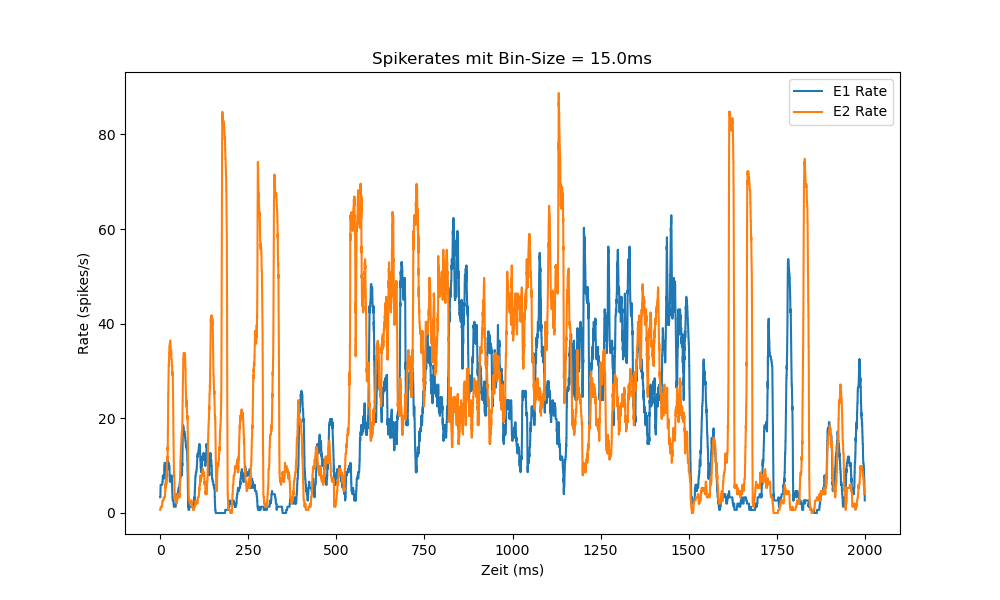 Spikerates mit Bin-Size = 15.0ms
E1 Rate
E2 Rate
Rate (spikes/s)
80
60
40
20
0
0 250 500 750 1000 1250 1500 1750 2000
Zeit (ms)